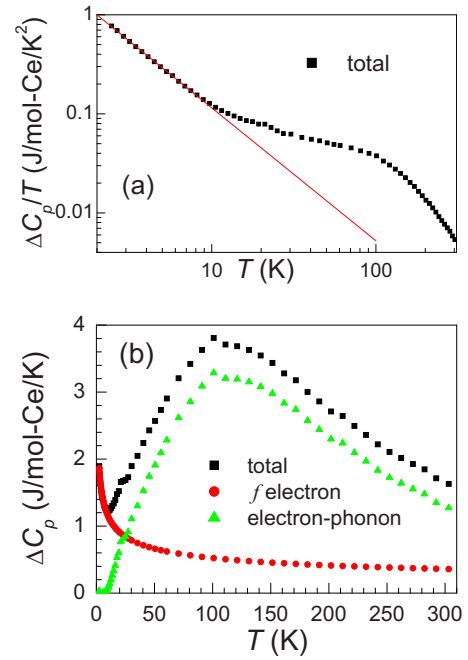 1
0.1
0.01
ΔC_p/T (J/mol-Ce/K²)
total
(a)
10
100
T (K)
4
3
2
1
0
ΔC_p (J/mol-Ce/K)
(b)
total
f electron
electron-phonon
0 50 100 150 200 250 300
T (K)